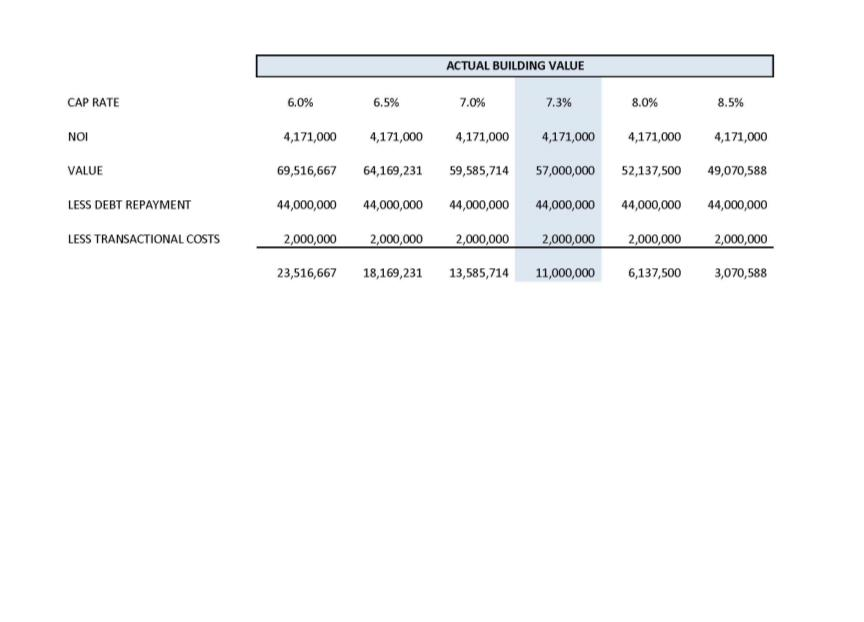 ACTUAL BUILDING VALUE
CAP RATE 6.0% 6.5% 7.0% 7.3% 8.0% 8.5%
NOI 4,171,000 4,171,000 4,171,000 4,171,000 4,171,000 4,171,000
VALUE 69,516,667 64,169,231 59,585,714 57,000,000 52,137,500 49,070,588
LESS DEBT REPAYMENT 44,000,000 44,000,000 44,000,000 44,000,000 44,000,000 44,000,000
LESS TRANSACTIONAL COSTS 2,000,000 2,000,000 2,000,000 2,000,000 2,000,000 2,000,000
23,516,667 18,169,231 13,585,714 11,000,000 6,137,500 3,070,588